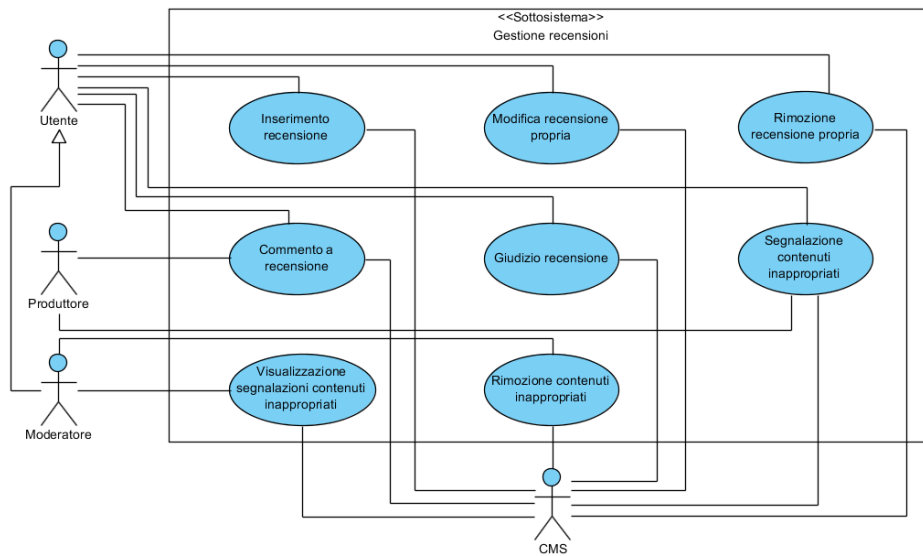 <<Sottosistema>>
Gestione recensioni
Utente
Inserimento
recensione
Modifica recensione
propria
Rimozione
recensione propria
Produttore
Commento a
recensione
Giudizio recensione
Segnalazione
contenuti
inappropriati
Moderatore
Visualizzazione
segnalazioni contenuti
inappropriati
Rimozione contenuti
inappropriati
CMS